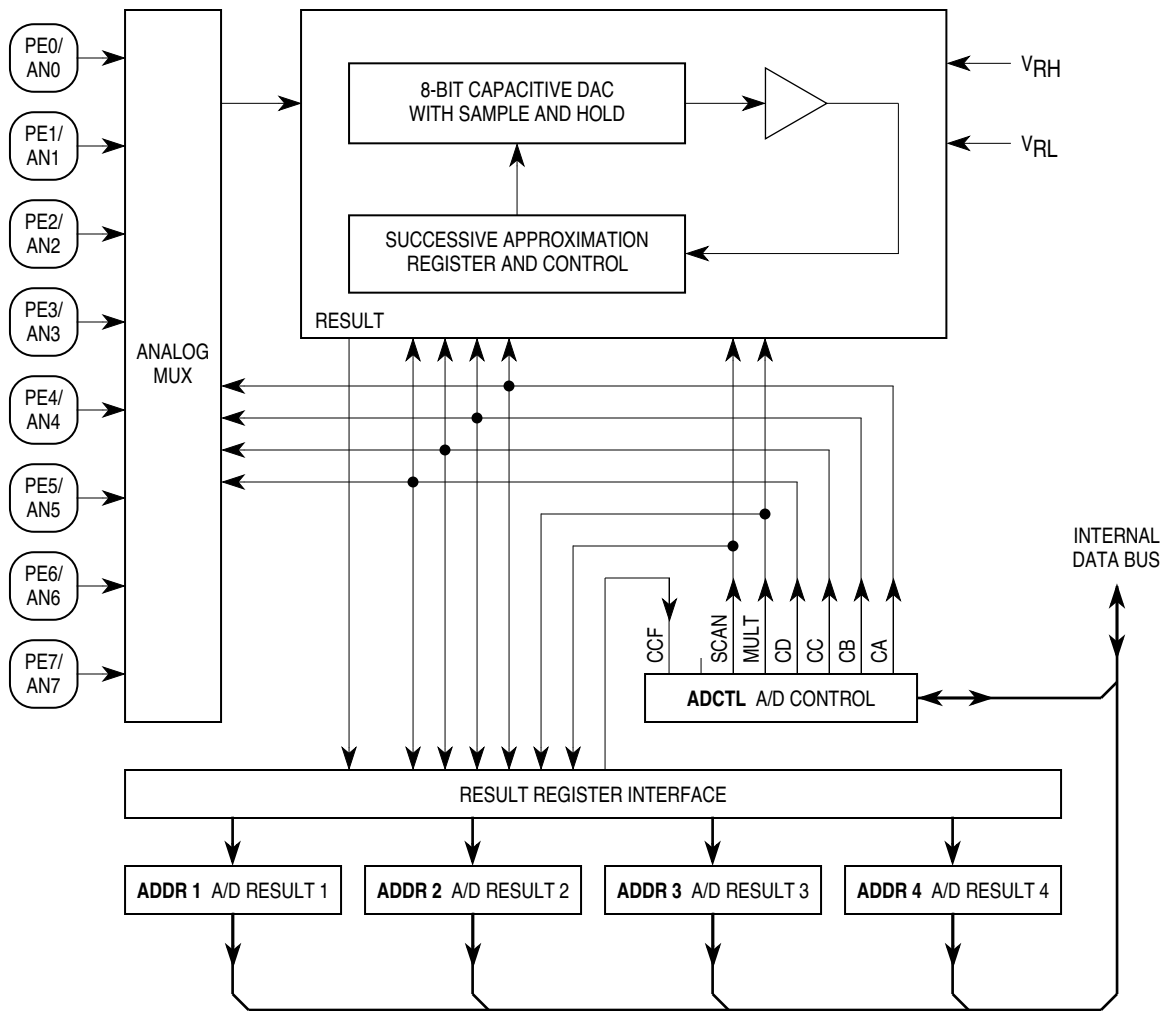 PE0/
AN0
PE1/
AN1
PE2/
AN2
PE3/
AN3
PE4/
AN4
PE5/
AN5
PE6/
AN6
PE7/
AN7
ANALOG
MUX
8-BIT CAPACITIVE DAC
WITH SAMPLE AND HOLD
SUCCESSIVE APPROXIMATION
REGISTER AND CONTROL
RESULT
VRH
VRL
INTERNAL
DATA BUS
CCF
SCAN
MULT
CD
CC
CB
CA
ADCTL A/D CONTROL
RESULT REGISTER INTERFACE
ADDR 1 A/D RESULT 1
ADDR 2 A/D RESULT 2
ADDR 3 A/D RESULT 3
ADDR 4 A/D RESULT 4